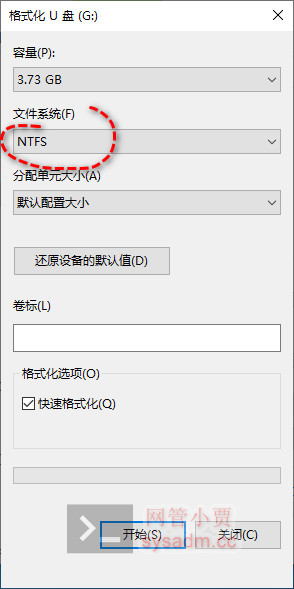 格式化 U 盘 (G:)
容量(P):
3.73 GB
文件系统(F)
NTFS
分配单元大小(A)
默认配置大小
还原设备的默认值(D)
卷标(L)
格式化选项(O)
快速格式化(Q)
网管小贾
开始(S)
关闭(C)
sysadm.cc